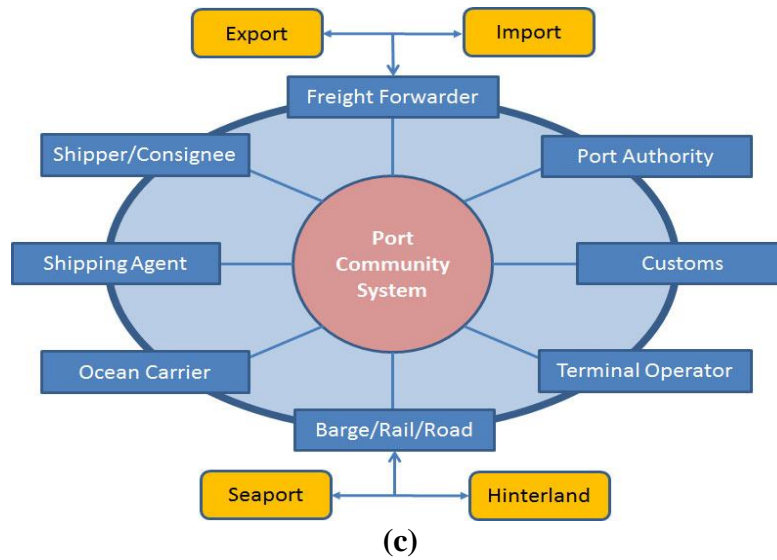 Export
Import
Freight Forwarder
Shipper/Consignee
Port Authority
Port
Community
System
Shipping Agent
Customs
Ocean Carrier
Terminal Operator
Barge/Rail/Road
Seaport
Hinterland
(c)